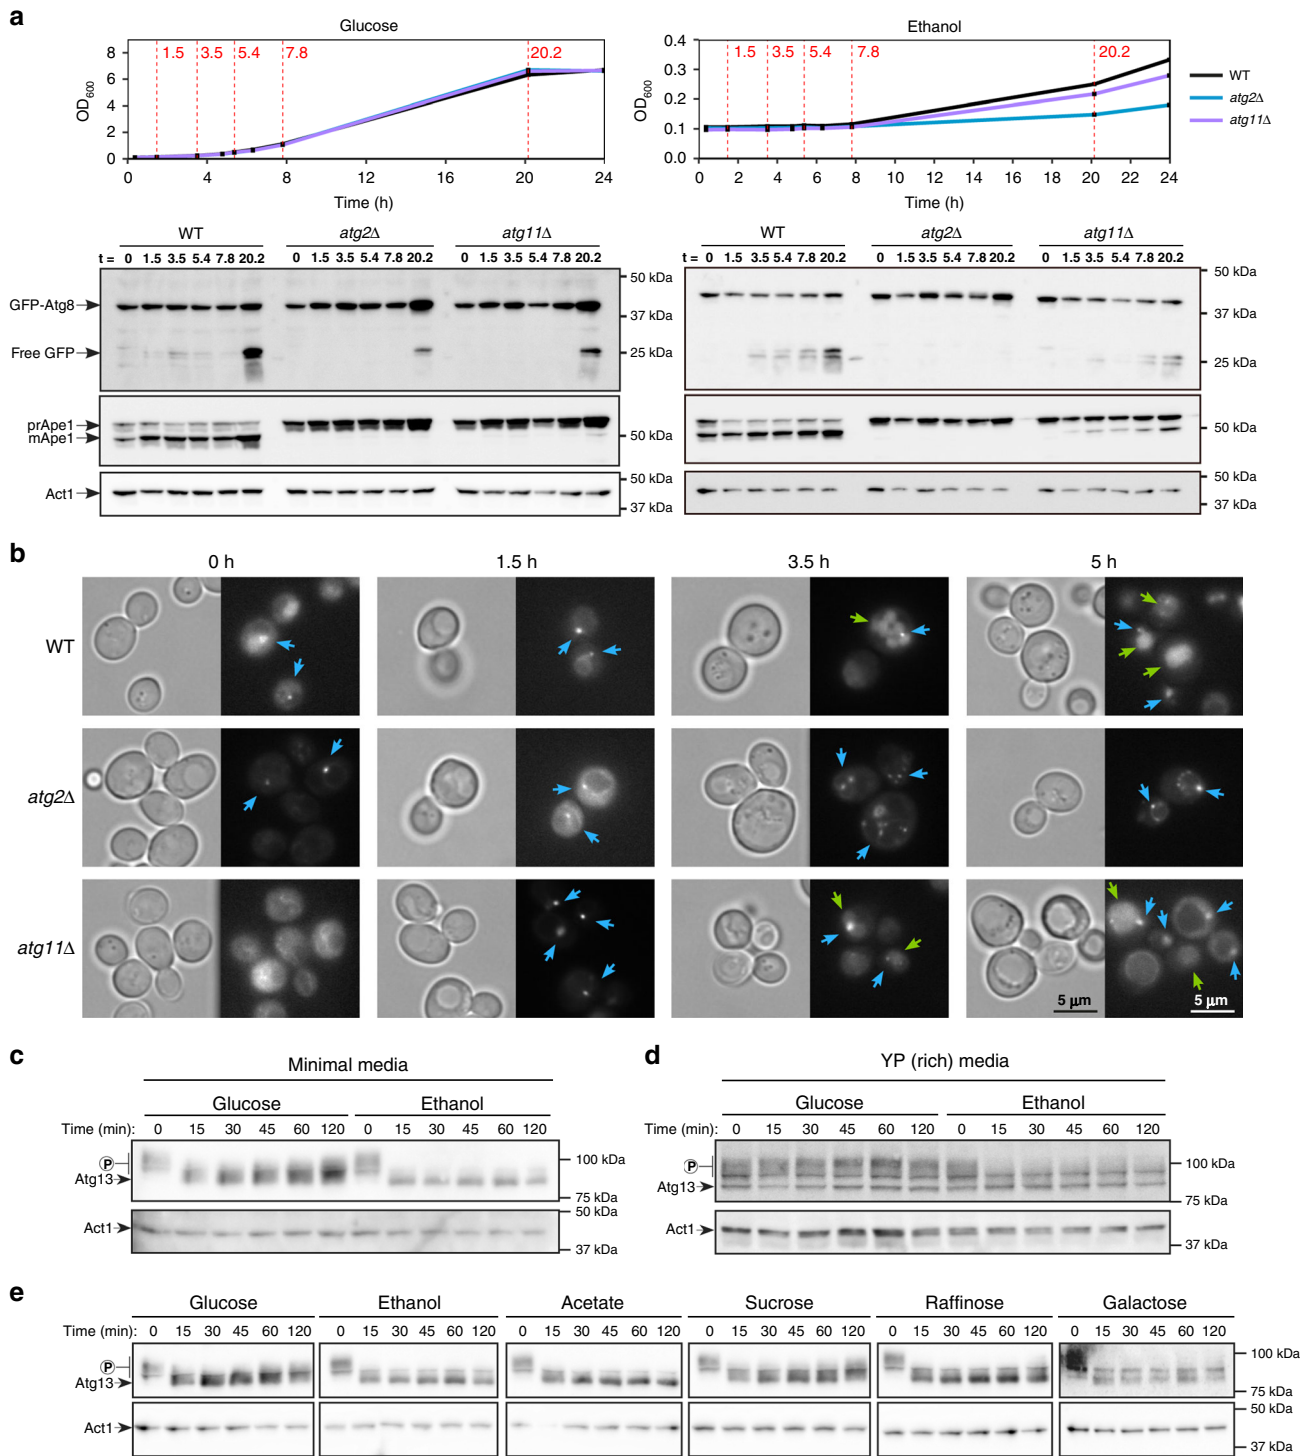 a
Glucose
Ethanol
OD600
8
6
4
2
0
1.5 3.5 5.4 7.8 20.2
0 4 8 12 16 20 24
Time (h)
OD600
0.4
0.3
0.2
0.1
0.0
1.5 3.5 5.4 7.8 20.2
0 2 4 6 8 10 12 14 16 18 20 22 24
Time (h)
WT
atg2Δ
atg11Δ
WT atg2Δ atg11Δ
t = 0 1.5 3.5 5.4 7.8 20.2 0 1.5 3.5 5.4 7.8 20.2 0 1.5 3.5 5.4 7.8 20.2
GFP-Atg8
Free GFP
50 kDa
37 kDa
25 kDa
prApe1
mApe1
50 kDa
Act1
50 kDa
37 kDa
WT atg2Δ atg11Δ
t = 0 1.5 3.5 5.4 7.8 20.2 0 1.5 3.5 5.4 7.8 20.2 0 1.5 3.5 5.4 7.8 20.2
50 kDa
37 kDa
25 kDa
50 kDa
50 kDa
37 kDa
b
0 h 1.5 h 3.5 h 5 h
WT
atg2Δ
atg11Δ
5 µm 5 µm
c
Minimal media
Glucose Ethanol
Time (min): 0 15 30 45 60 120 0 15 30 45 60 120
P
Atg13
100 kDa
75 kDa
Act1
50 kDa
37 kDa
d
YP (rich) media
Glucose Ethanol
Time (min): 0 15 30 45 60 120 0 15 30 45 60 120
P
Atg13
100 kDa
75 kDa
Act1
37 kDa
e
Glucose Ethanol Acetate Sucrose Raffinose Galactose
Time (min): 0 15 30 45 60 120 0 15 30 45 60 120 0 15 30 45 60 120 0 15 30 45 60 120 0 15 30 45 60 120 0 15 30 45 60 120
P
Atg13
100 kDa
75 kDa
Act1
50 kDa
37 kDa